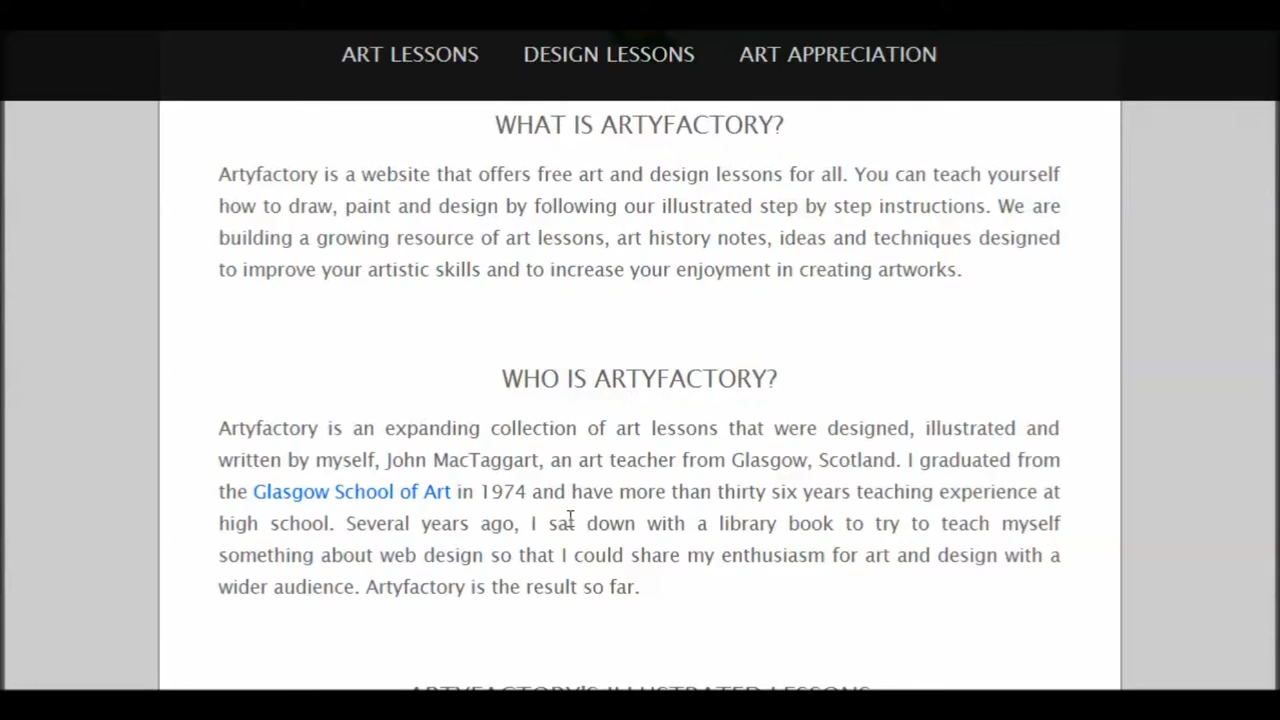 ART LESSONS DESIGN LESSONS ART APPRECIATION
WHAT IS ARTYFACTORY?
Artyfactory is a website that offers free art and design lessons for all. You can teach yourself
how to draw, paint and design by following our illustrated step by step instructions. We are
building a growing resource of art lessons, art history notes, ideas and techniques designed
to improve your artistic skills and to increase your enjoyment in creating artworks.
WHO IS ARTYFACTORY?
Artyfactory is an expanding collection of art lessons that were designed, illustrated and
written by myself, John MacTaggart, an art teacher from Glasgow, Scotland. I graduated from
the Glasgow School of Art in 1974 and have more than thirty six years teaching experience at
high school. Several years ago, I sat down with a library book to try to teach myself
something about web design so that I could share my enthusiasm for art and design with a
wider audience. Artyfactory is the result so far.
ARTYFACTORY'S ILLUSTRATED LESSONS